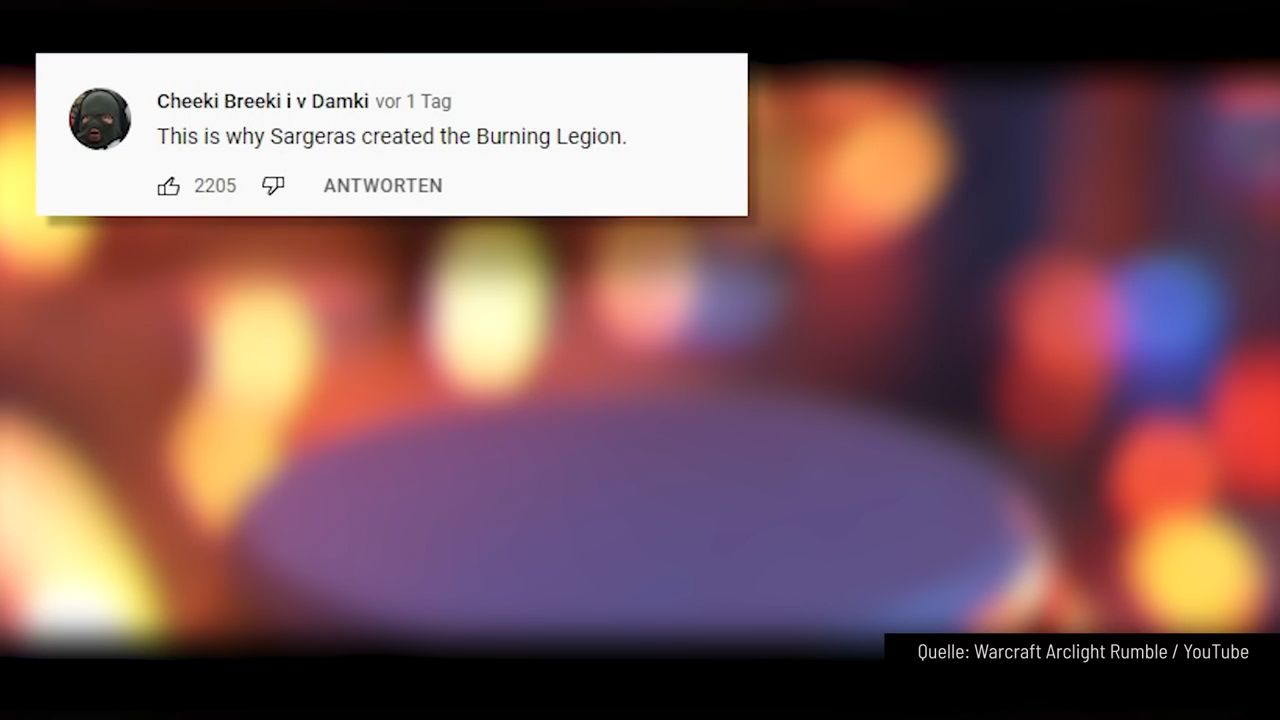 Cheeki Breeki i v Damki vor 1 Tag
This is why Sargeras created the Burning Legion.
2205 ANTWORTEN
Quelle: Warcraft Arclight Rumble / YouTube